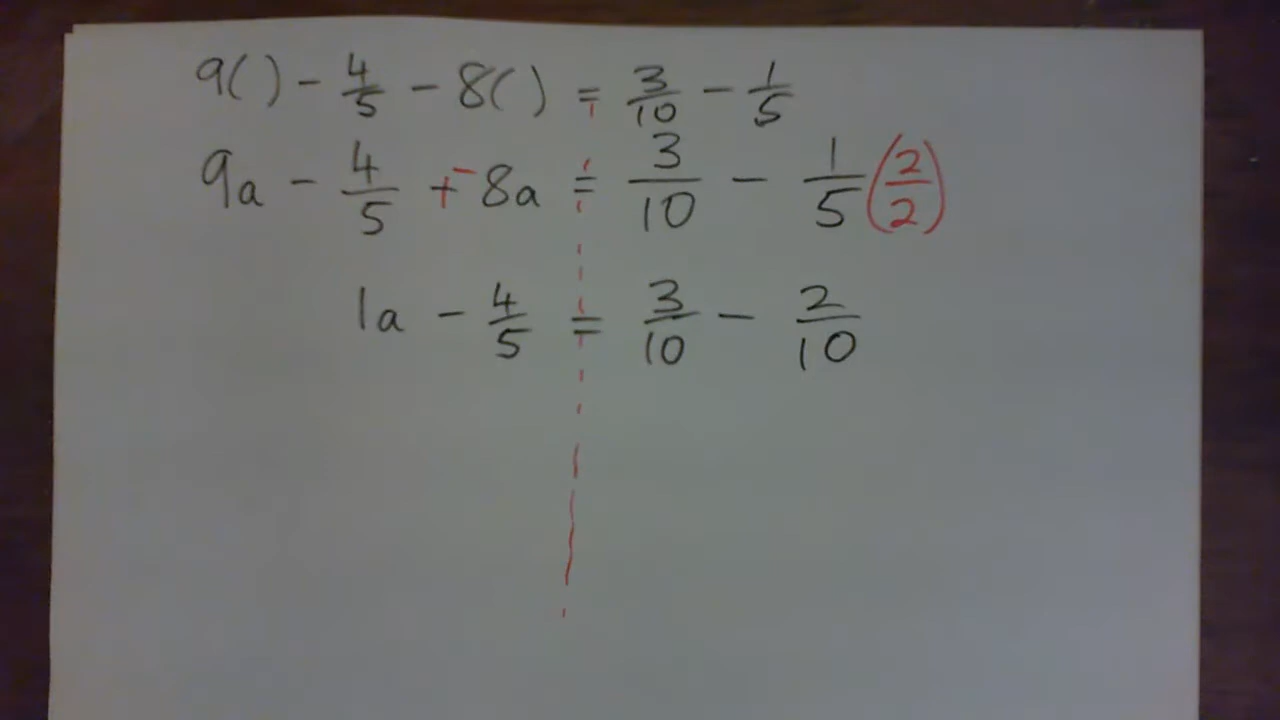 9( ) - 4/5 - 8( ) = 3/10 - 1/5
9a - 4/5 + -8a = 3/10 - 1/5 (2/2)
1a - 4/5 = 3/10 - 2/10